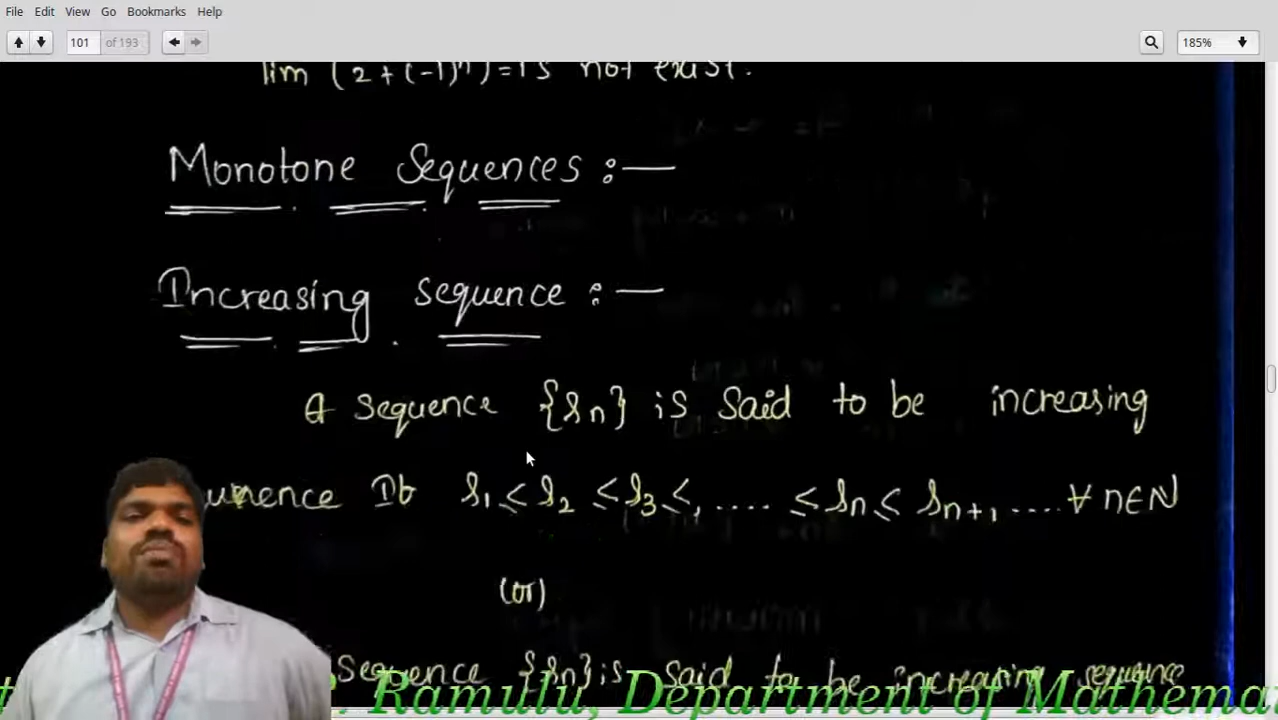 File Edit View Go Bookmarks Help
101 of 193 185%
lim (2+(-1)ⁿ)=is not exist.
Monotone Sequences :—
Increasing sequence :—
A sequence {sn} is said to be increasing
uence If s1 ≤ s2 ≤ s3 ≤, .... ≤ sn ≤ sn+1 .... ∀ n∈N
(or)
sequence {sn} is said to be increasing sequence
. Ramulu, Department of Mathema